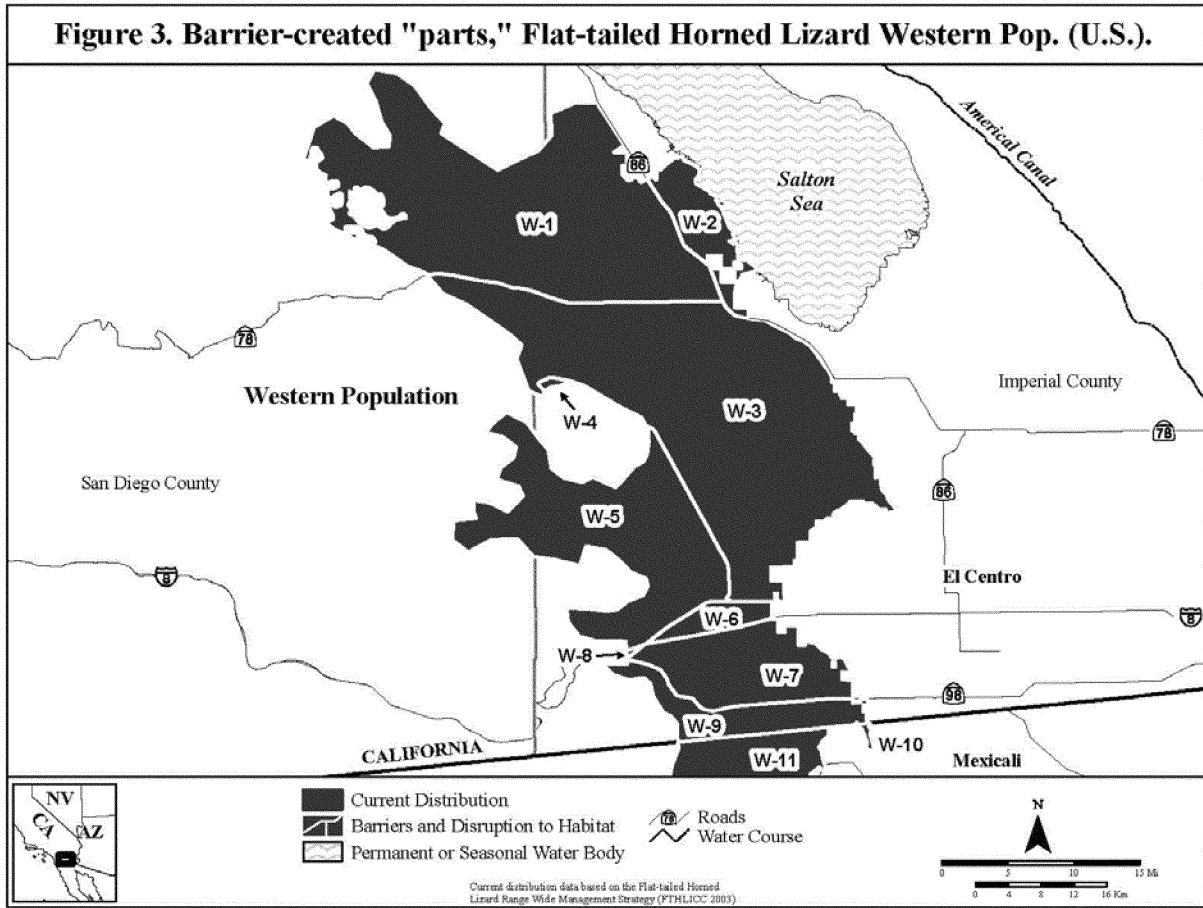 Figure 3. Barrier-created "parts," Flat-tailed Horned Lizard Western Pop. (U.S.).
Americal Canal
86
Salton
Sea
W-1
W-2
78
Imperial County
Western Population
W-3
W-4
78
San Diego County
86
W-5
8
El Centro
W-6
8
W-8
W-7
98
W-9
CALIFORNIA
W-10
W-11
Mexicali
NV
CA
AZ
Current Distribution
Barriers and Disruption to Habitat
Permanent or Seasonal Water Body
78 Roads
Water Course
N
0 5 10 15 Mi
0 4 8 12 16 Km
Current distribution data based on the Flat-tailed Horned
Lizard Range Wide Management Strategy (FTHLICC 2003)